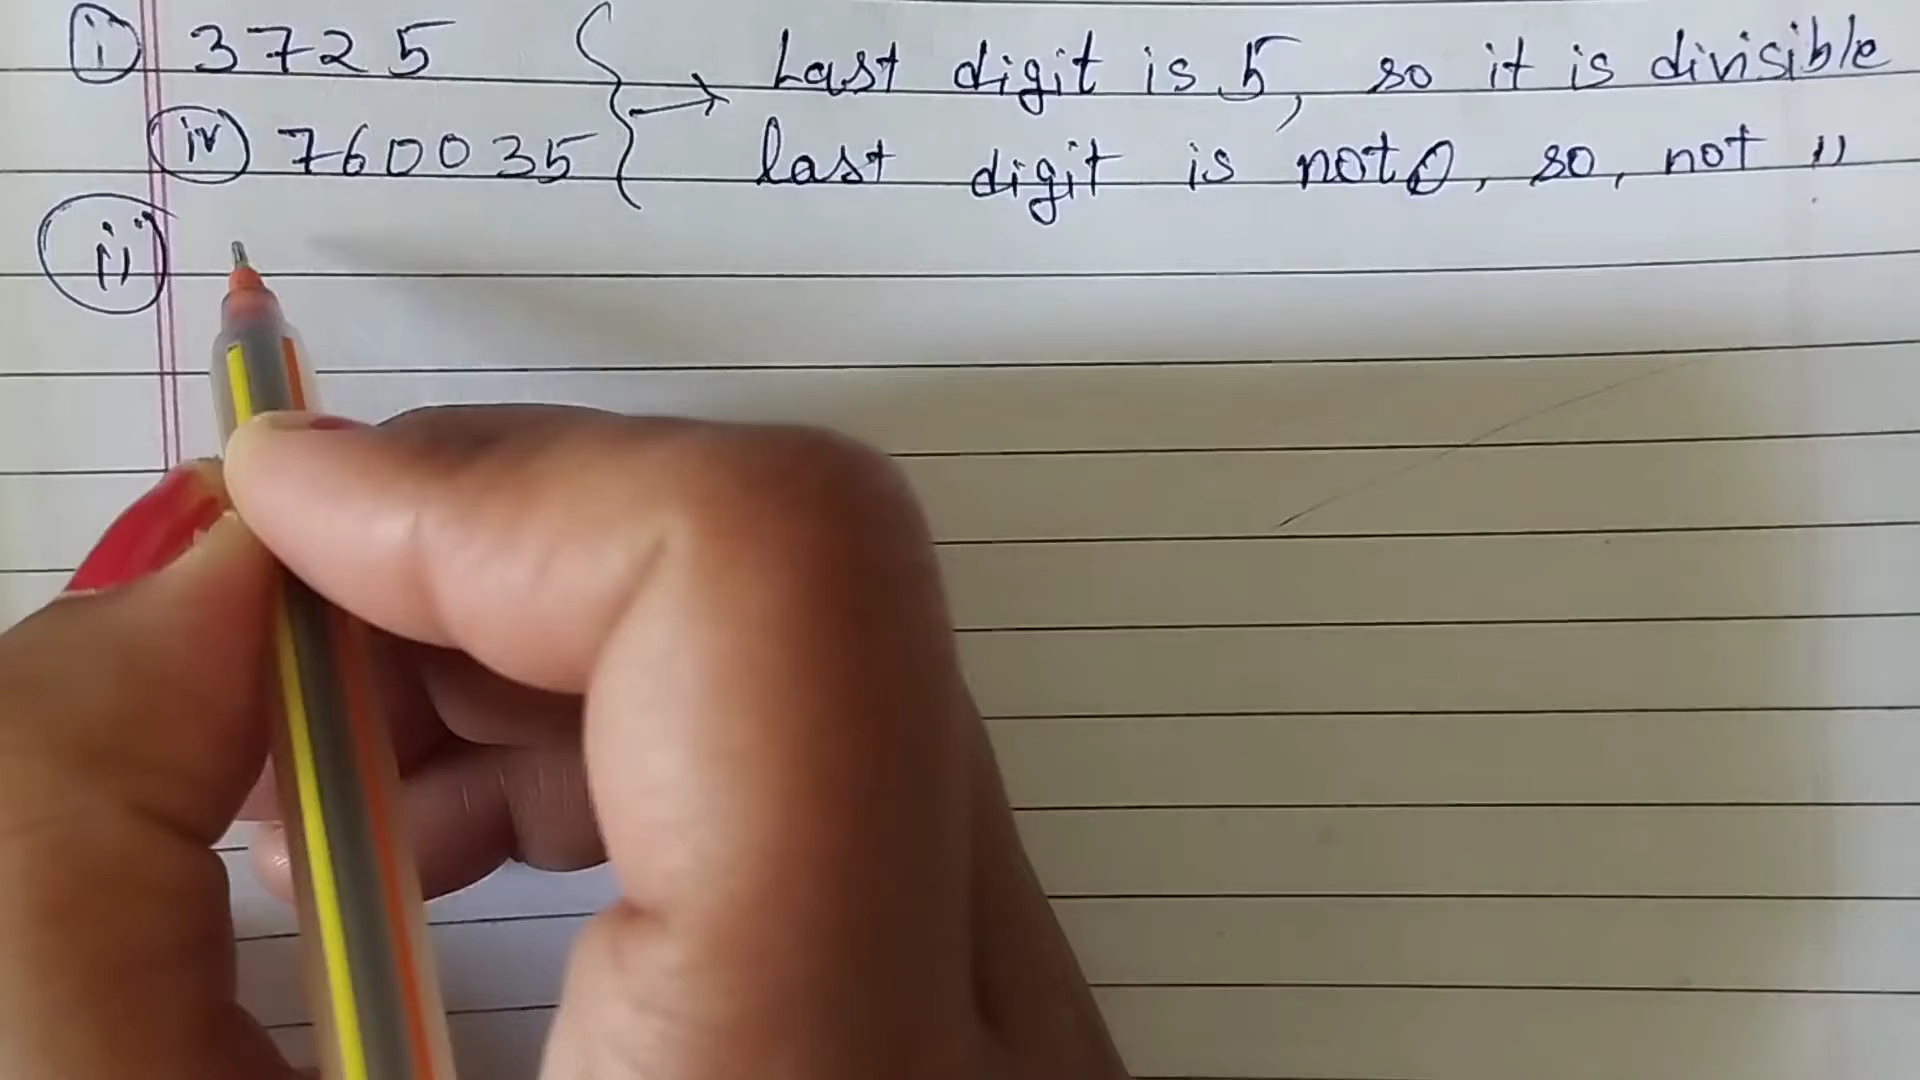 i) 3725 Last digit is 5, so it is divisible
iv) 760035 last digit is not 0, so, not "
ii)